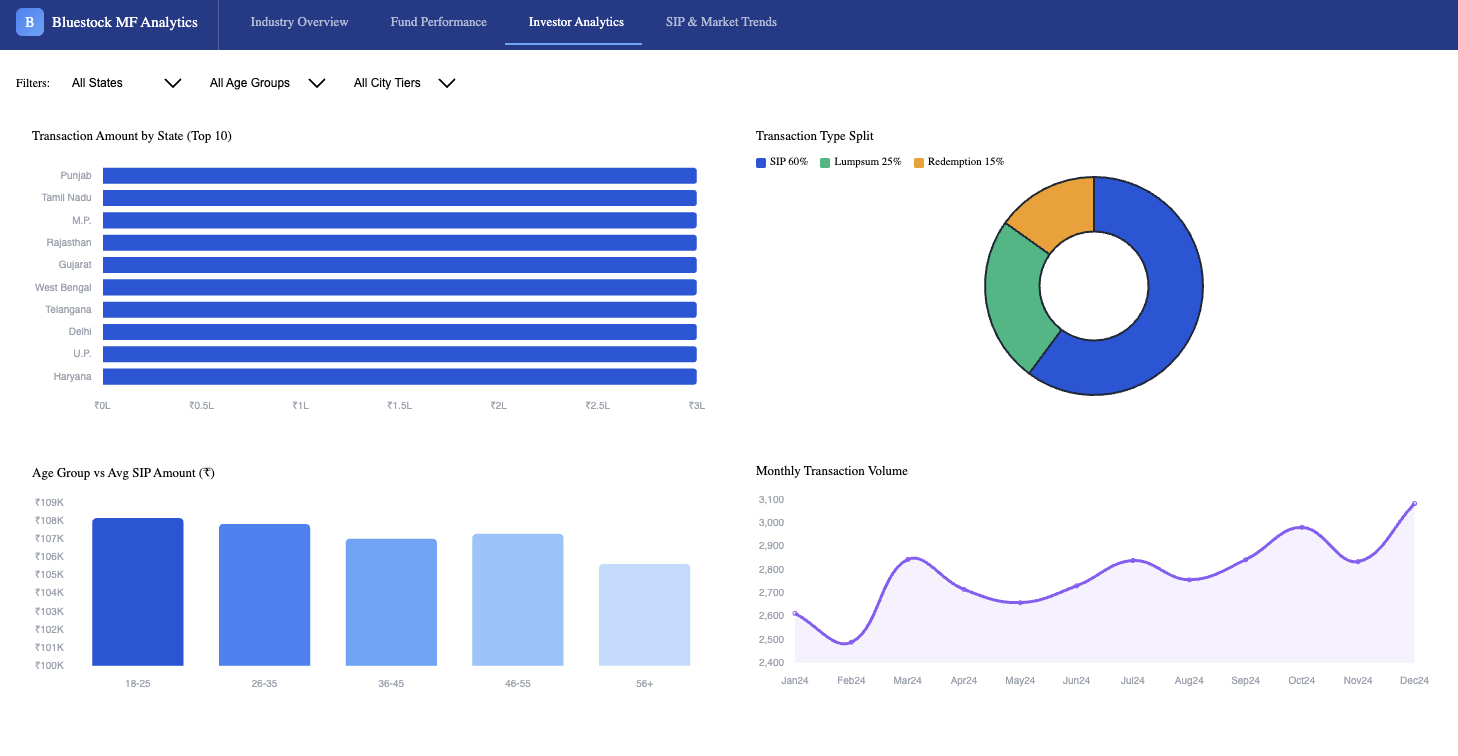 B Bluestock MF Analytics Industry Overview Fund Performance Investor Analytics SIP & Market Trends
Filters: All States All Age Groups All City Tiers
Transaction Amount by State (Top 10)
Punjab
Tamil Nadu
M.P.
Rajasthan
Gujarat
West Bengal
Telangana
Delhi
U.P.
Haryana
₹0L ₹0.5L ₹1L ₹1.5L ₹2L ₹2.5L ₹3L
Transaction Type Split
SIP 60% Lumpsum 25% Redemption 15%
Age Group vs Avg SIP Amount (₹)
₹109K
₹108K
₹107K
₹106K
₹105K
₹104K
₹103K
₹102K
₹101K
₹100K
18-25 26-35 36-45 46-55 56+
Monthly Transaction Volume
3,100
3,000
2,900
2,800
2,700
2,600
2,500
2,400
Jan24 Feb24 Mar24 Apr24 May24 Jun24 Jul24 Aug24 Sep24 Oct24 Nov24 Dec24